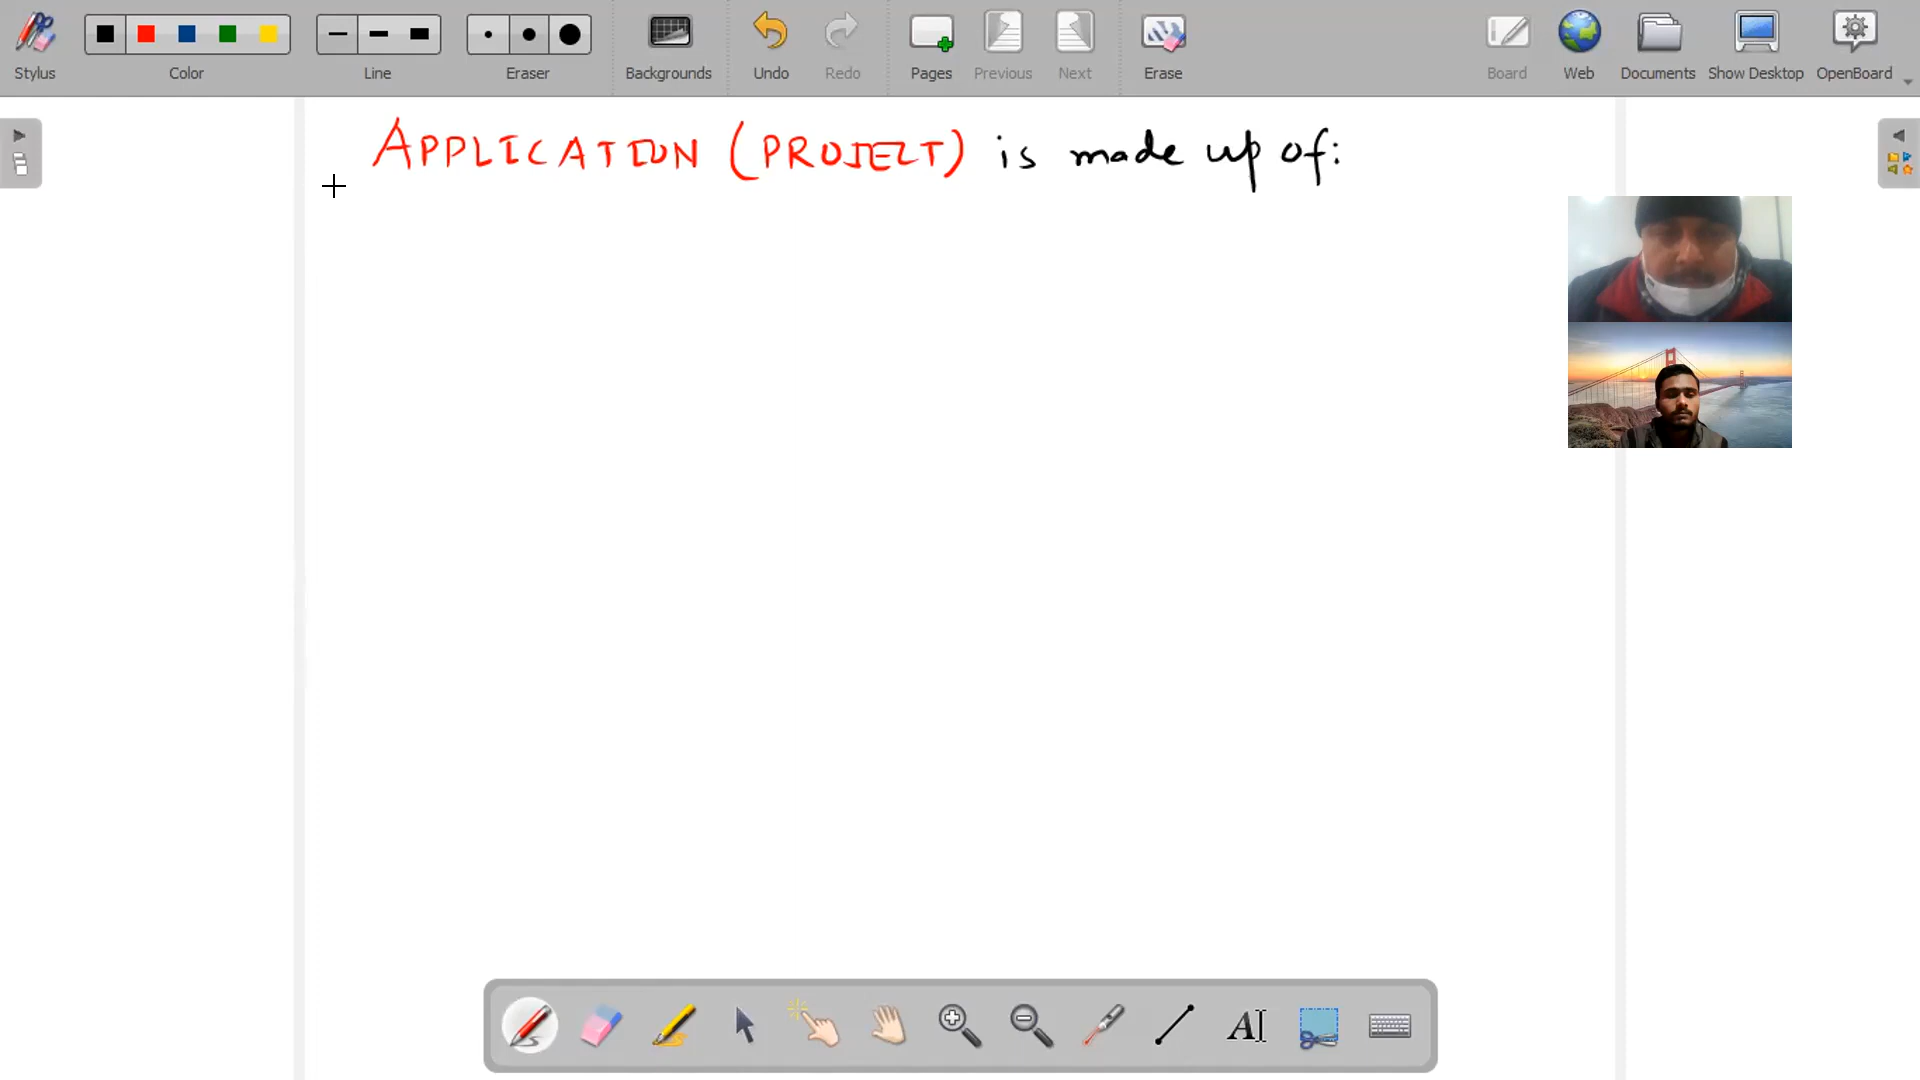 Stylus Color Line Eraser Backgrounds Undo Redo Pages Previous Next Erase Board Web Documents Show Desktop OpenBoard
APPLICATION (PROJECT) is made up of: